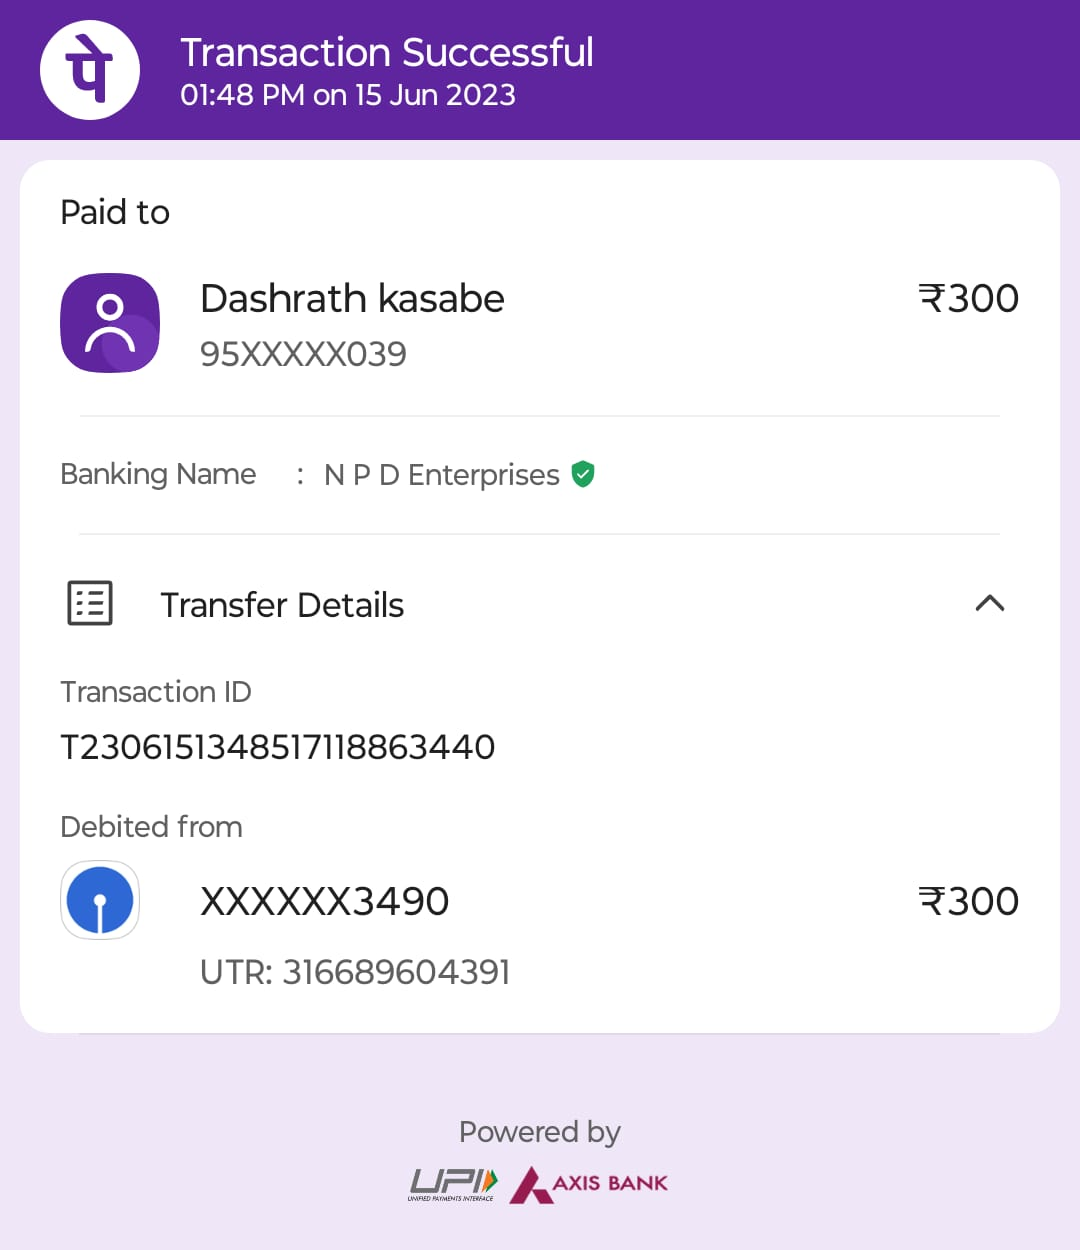 पे
Transaction Successful
01:48 PM on 15 Jun 2023
Paid to
Dashrath kasabe
₹300
95XXXXX039
Banking Name : N P D Enterprises
Transfer Details
Transaction ID
T2306151348517118863440
Debited from
XXXXXX3490
₹300
UTR: 316689604391
Powered by
UPI
UNIFIED PAYMENTS INTERFACE
AXIS BANK